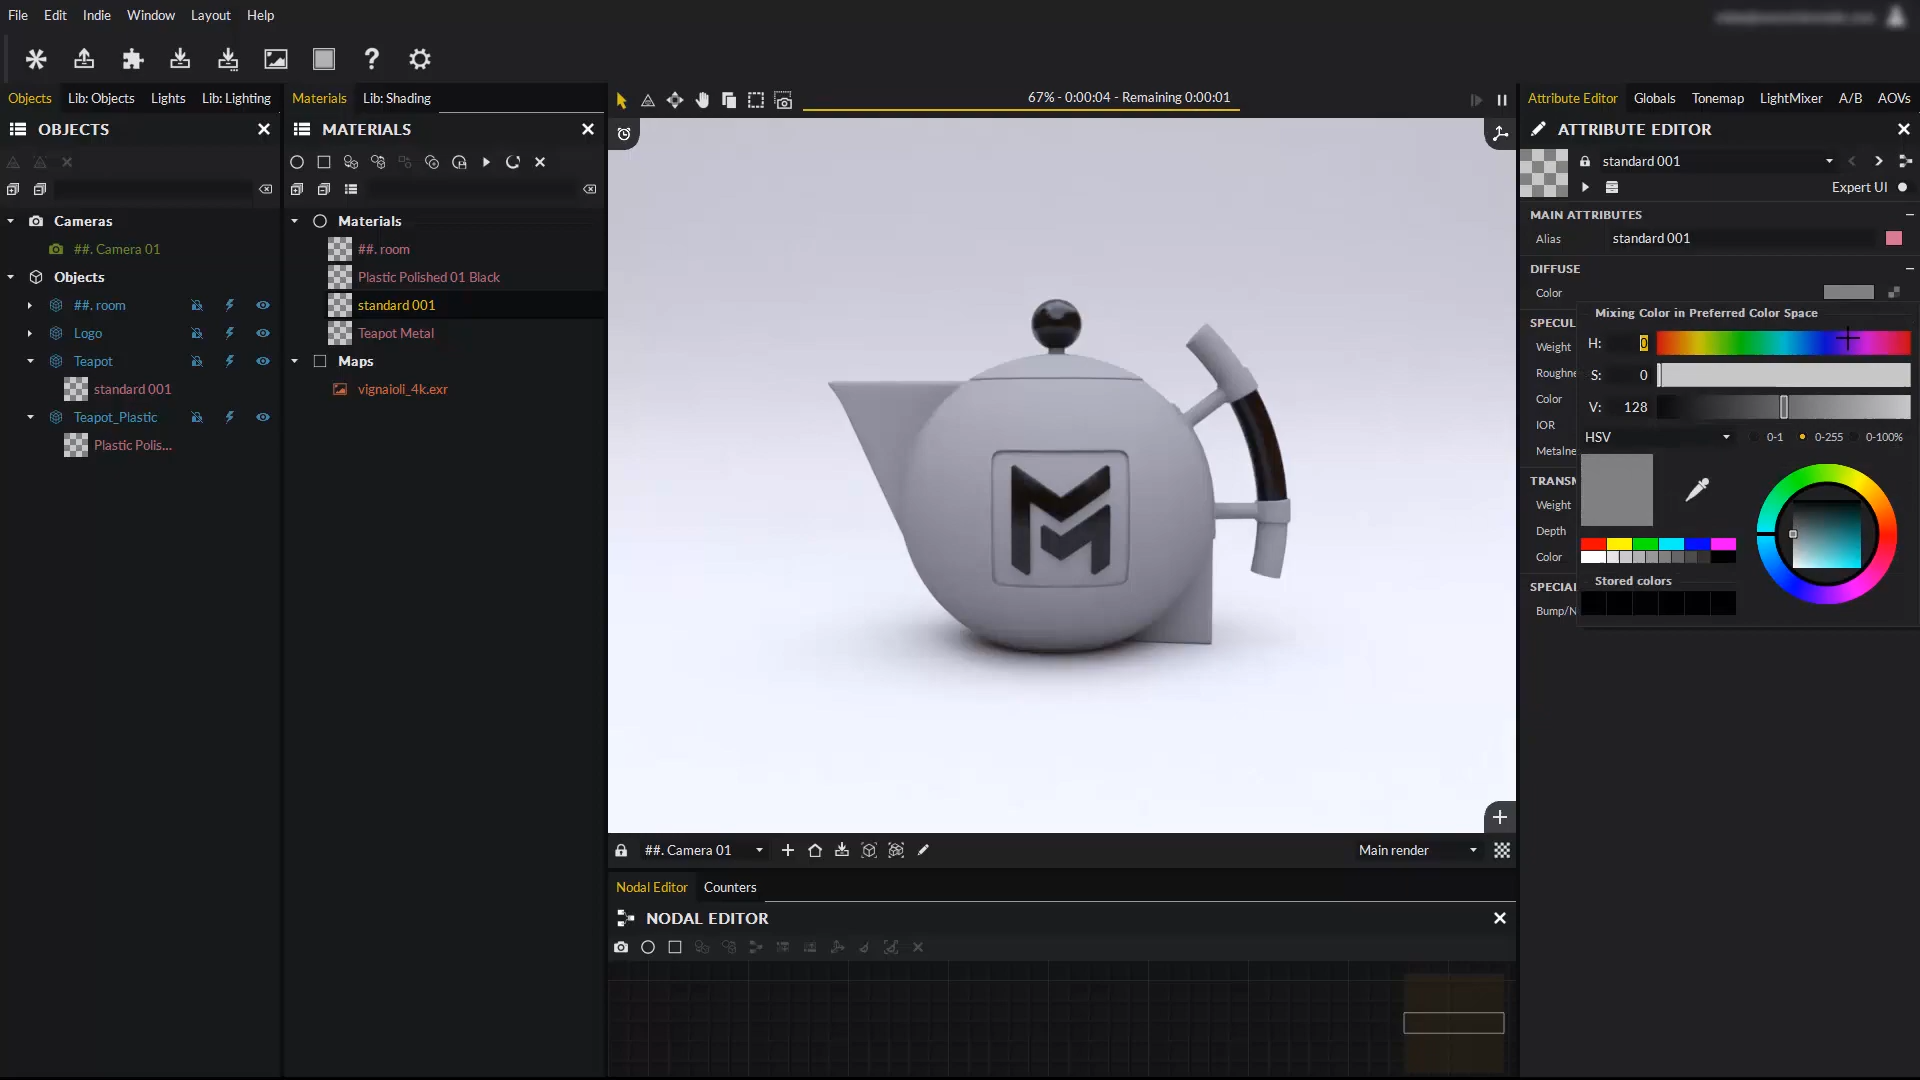 File Edit Indie Window Layout Help
Objects Lib: Objects Lights Lib: Lighting
Materials Lib: Shading
67% - 0:00:04 - Remaining 0:00:01
Attribute Editor Globals Tonemap LightMixer A/B AOVs
OBJECTS
MATERIALS
ATTRIBUTE EDITOR
standard 001
Expert UI
Cameras
##. Camera 01
Objects
##. room
Logo
Teapot
standard 001
Teapot_Plastic
Plastic Polis...
Materials
##. room
Plastic Polished 01 Black
standard 001
Teapot Metal
Maps
vignaioli_4k.exr
MAIN ATTRIBUTES
Alias standard 001
DIFFUSE
Color
Mixing Color in Preferred Color Space
SPECUL
Weight
Roughne
Color
IOR
Metalne
TRANSM
Weight
Depth
Color
SPECIAL
Bump/N
H: 0
S: 0
V: 128
HSV 0-1 0-255 0-100%
Stored colors
##. Camera 01
Main render
Nodal Editor Counters
NODAL EDITOR